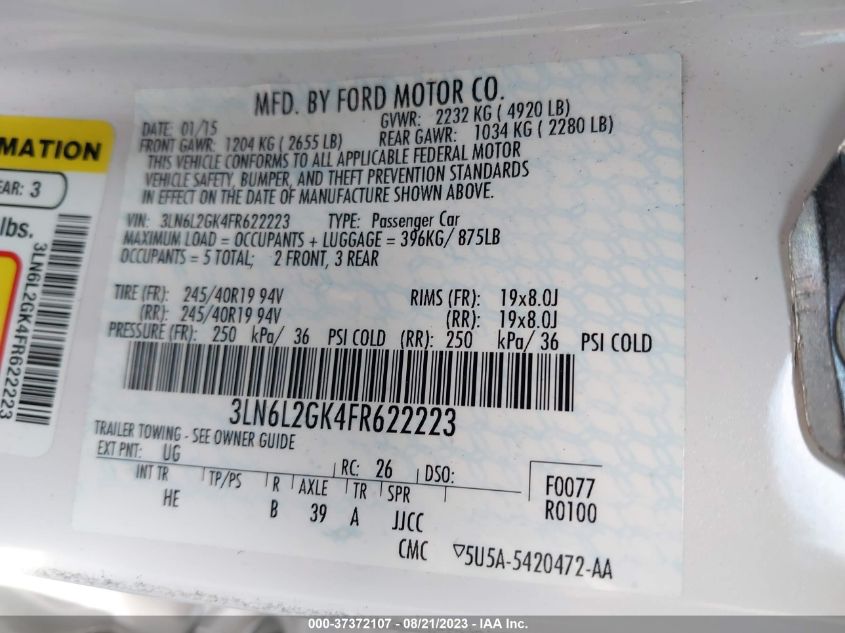 MATION
EAR: 3
lbs.
3LN6L2GK4FR622223
MFD. BY FORD MOTOR CO.
DATE: 01/15 GVWR: 2232 KG ( 4920 LB)
FRONT GAWR: 1204 KG ( 2655 LB) REAR GAWR: 1034 KG ( 2280 LB)
THIS VEHICLE CONFORMS TO ALL APPLICABLE FEDERAL MOTOR
VEHICLE SAFETY, BUMPER, AND THEFT PREVENTION STANDARDS
IN EFFECT ON THE DATE OF MANUFACTURE SHOWN ABOVE.
VIN: 3LN6L2GK4FR622223 TYPE: Passenger Car
MAXIMUM LOAD = OCCUPANTS + LUGGAGE = 396KG/ 875LB
OCCUPANTS = 5 TOTAL; 2 FRONT, 3 REAR
TIRE (FR): 245/40R19 94V RIMS (FR): 19x8.0J
(RR): 245/40R19 94V (RR): 19x8.0J
PRESSURE (FR): 250 kPa/ 36 PSI COLD (RR): 250 kPa/ 36 PSI COLD
3LN6L2GK4FR622223
TRAILER TOWING - SEE OWNER GUIDE
EXT PNT: UG RC: 26 DSO: F0077
INT TR TP/PS R AXLE TR SPR R0100
HE B 39 A JJCC
CMC ▽5U5A-5420472-AA
000-37372107 - 08/21/2023 - IAA Inc.